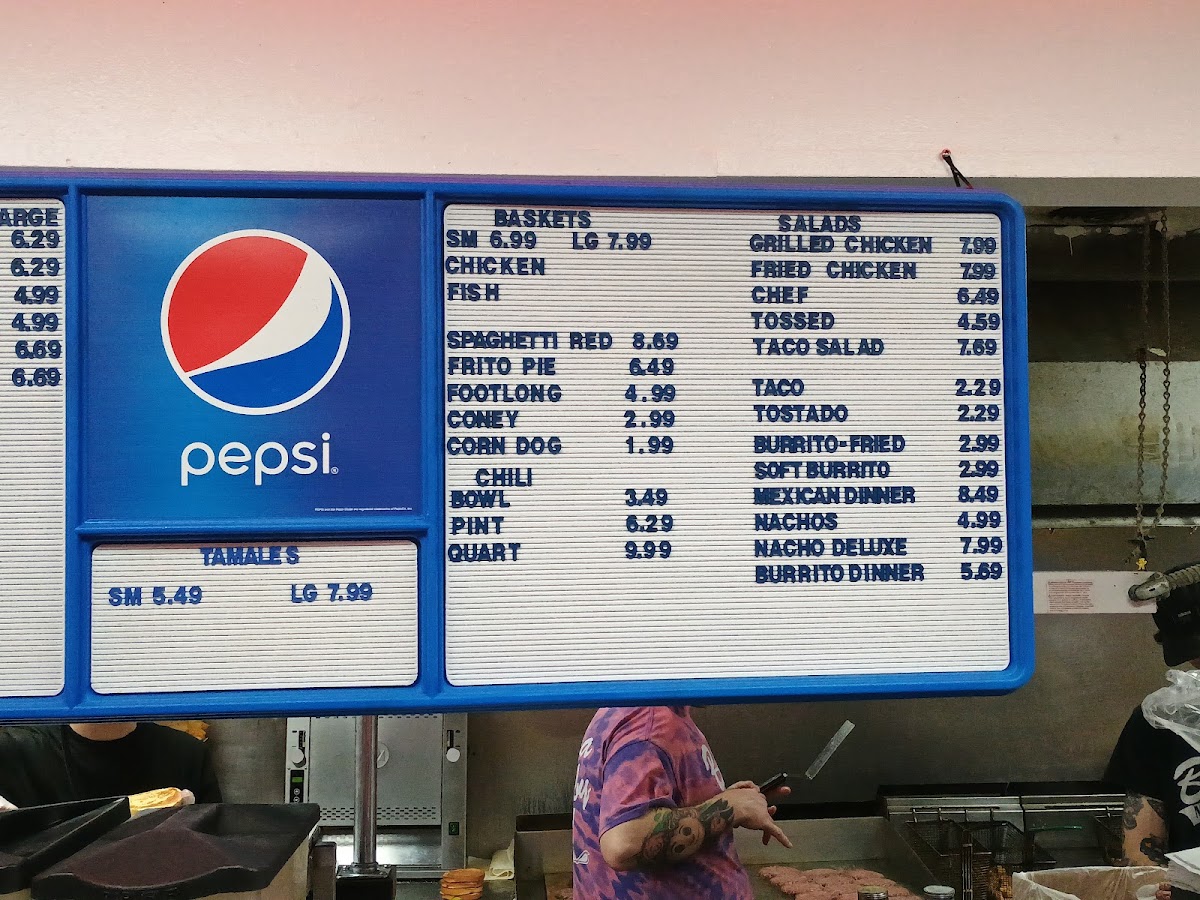 ARGE
6.29
6.29
4.99
4.99
6.69
6.69
pepsi
TAMALES
SM 5.49 LG 7.99
BASKETS
SM 6.99 LG 7.99
CHICKEN
FISH
SPAGHETTI RED 8.69
FRITO PIE 6.49
FOOTLONG 4.99
CONEY 2.99
CORN DOG 1.99
CHILI
BOWL 3.49
PINT 6.29
QUART 9.99
SALADS
GRILLED CHICKEN 7.99
FRIED CHICKEN 7.99
CHEF 6.49
TOSSED 4.59
TACO SALAD 7.69
TACO 2.29
TOSTADO 2.29
BURRITO-FRIED 2.99
SOFT BURRITO 2.99
MEXICAN DINNER 8.49
NACHOS 4.99
NACHO DELUXE 7.99
BURRITO DINNER 5.69